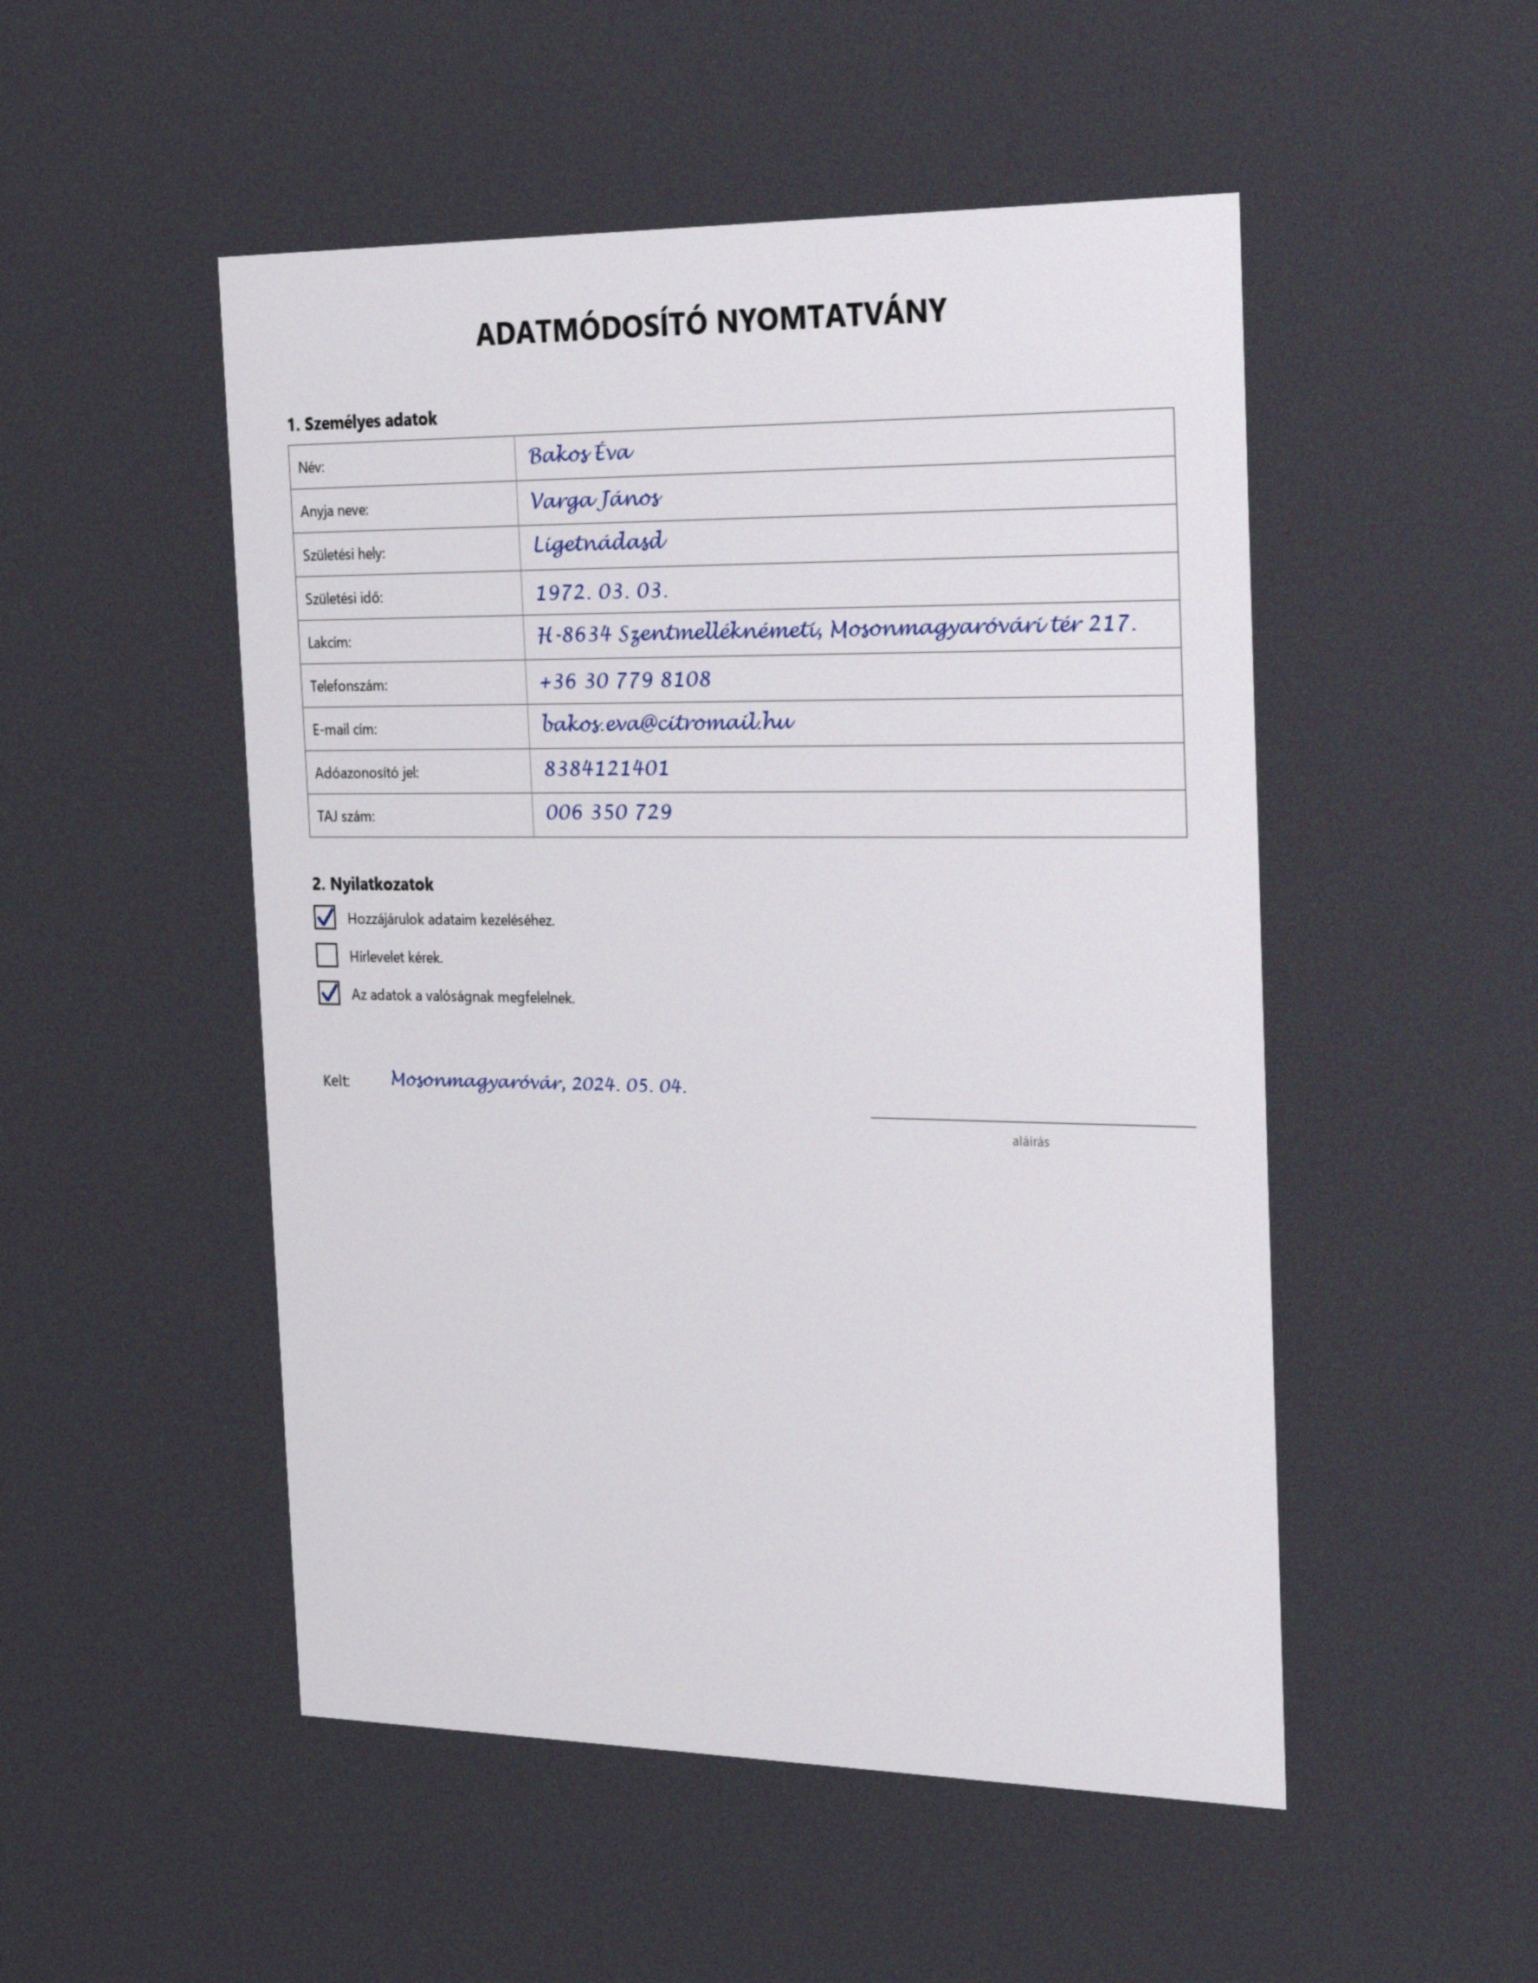 ADATMÓDOSÍTÓ NYOMTATVÁNY
1. Személyes adatok
Név: Bakos Éva
Anyja neve: Varga János
Születési hely: Ligetnádasd
Születési idő: 1972. 03. 03.
Lakcím: H-8634 Szentmelléknémeti, Mosonmagyaróvári tér 217.
Telefonszám: +36 30 779 8108
E-mail cím: bakos.eva@citromail.hu
Adóazonosító jel: 8384121401
TAJ szám: 006 350 729
2. Nyilatkozatok
Hozzájárulok adataim kezeléséhez.
Hírlevelet kérek.
Az adatok a valóságnak megfelelnek.
Kelt: Mosonmagyaróvár, 2024. 05. 04.
aláírás